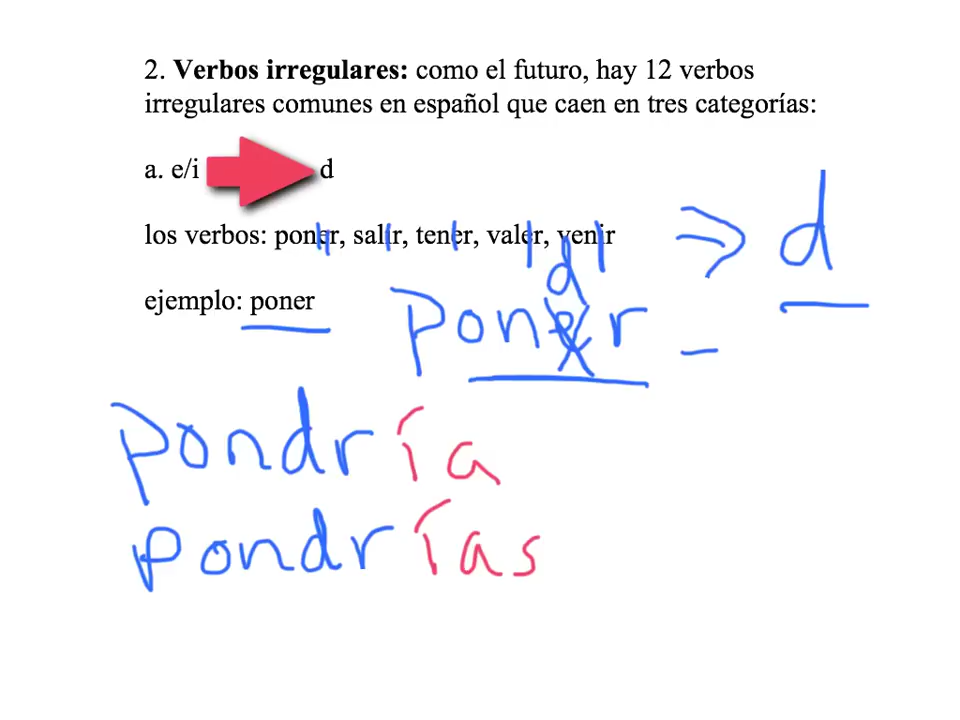 2. Verbos irregulares: como el futuro, hay 12 verbos
irregulares comunes en español que caen en tres categorías:
a. e/i d
los verbos: poner, salir, tener, valer, venir
d
d
ejemplo: poner
poner
pondría
pondrías